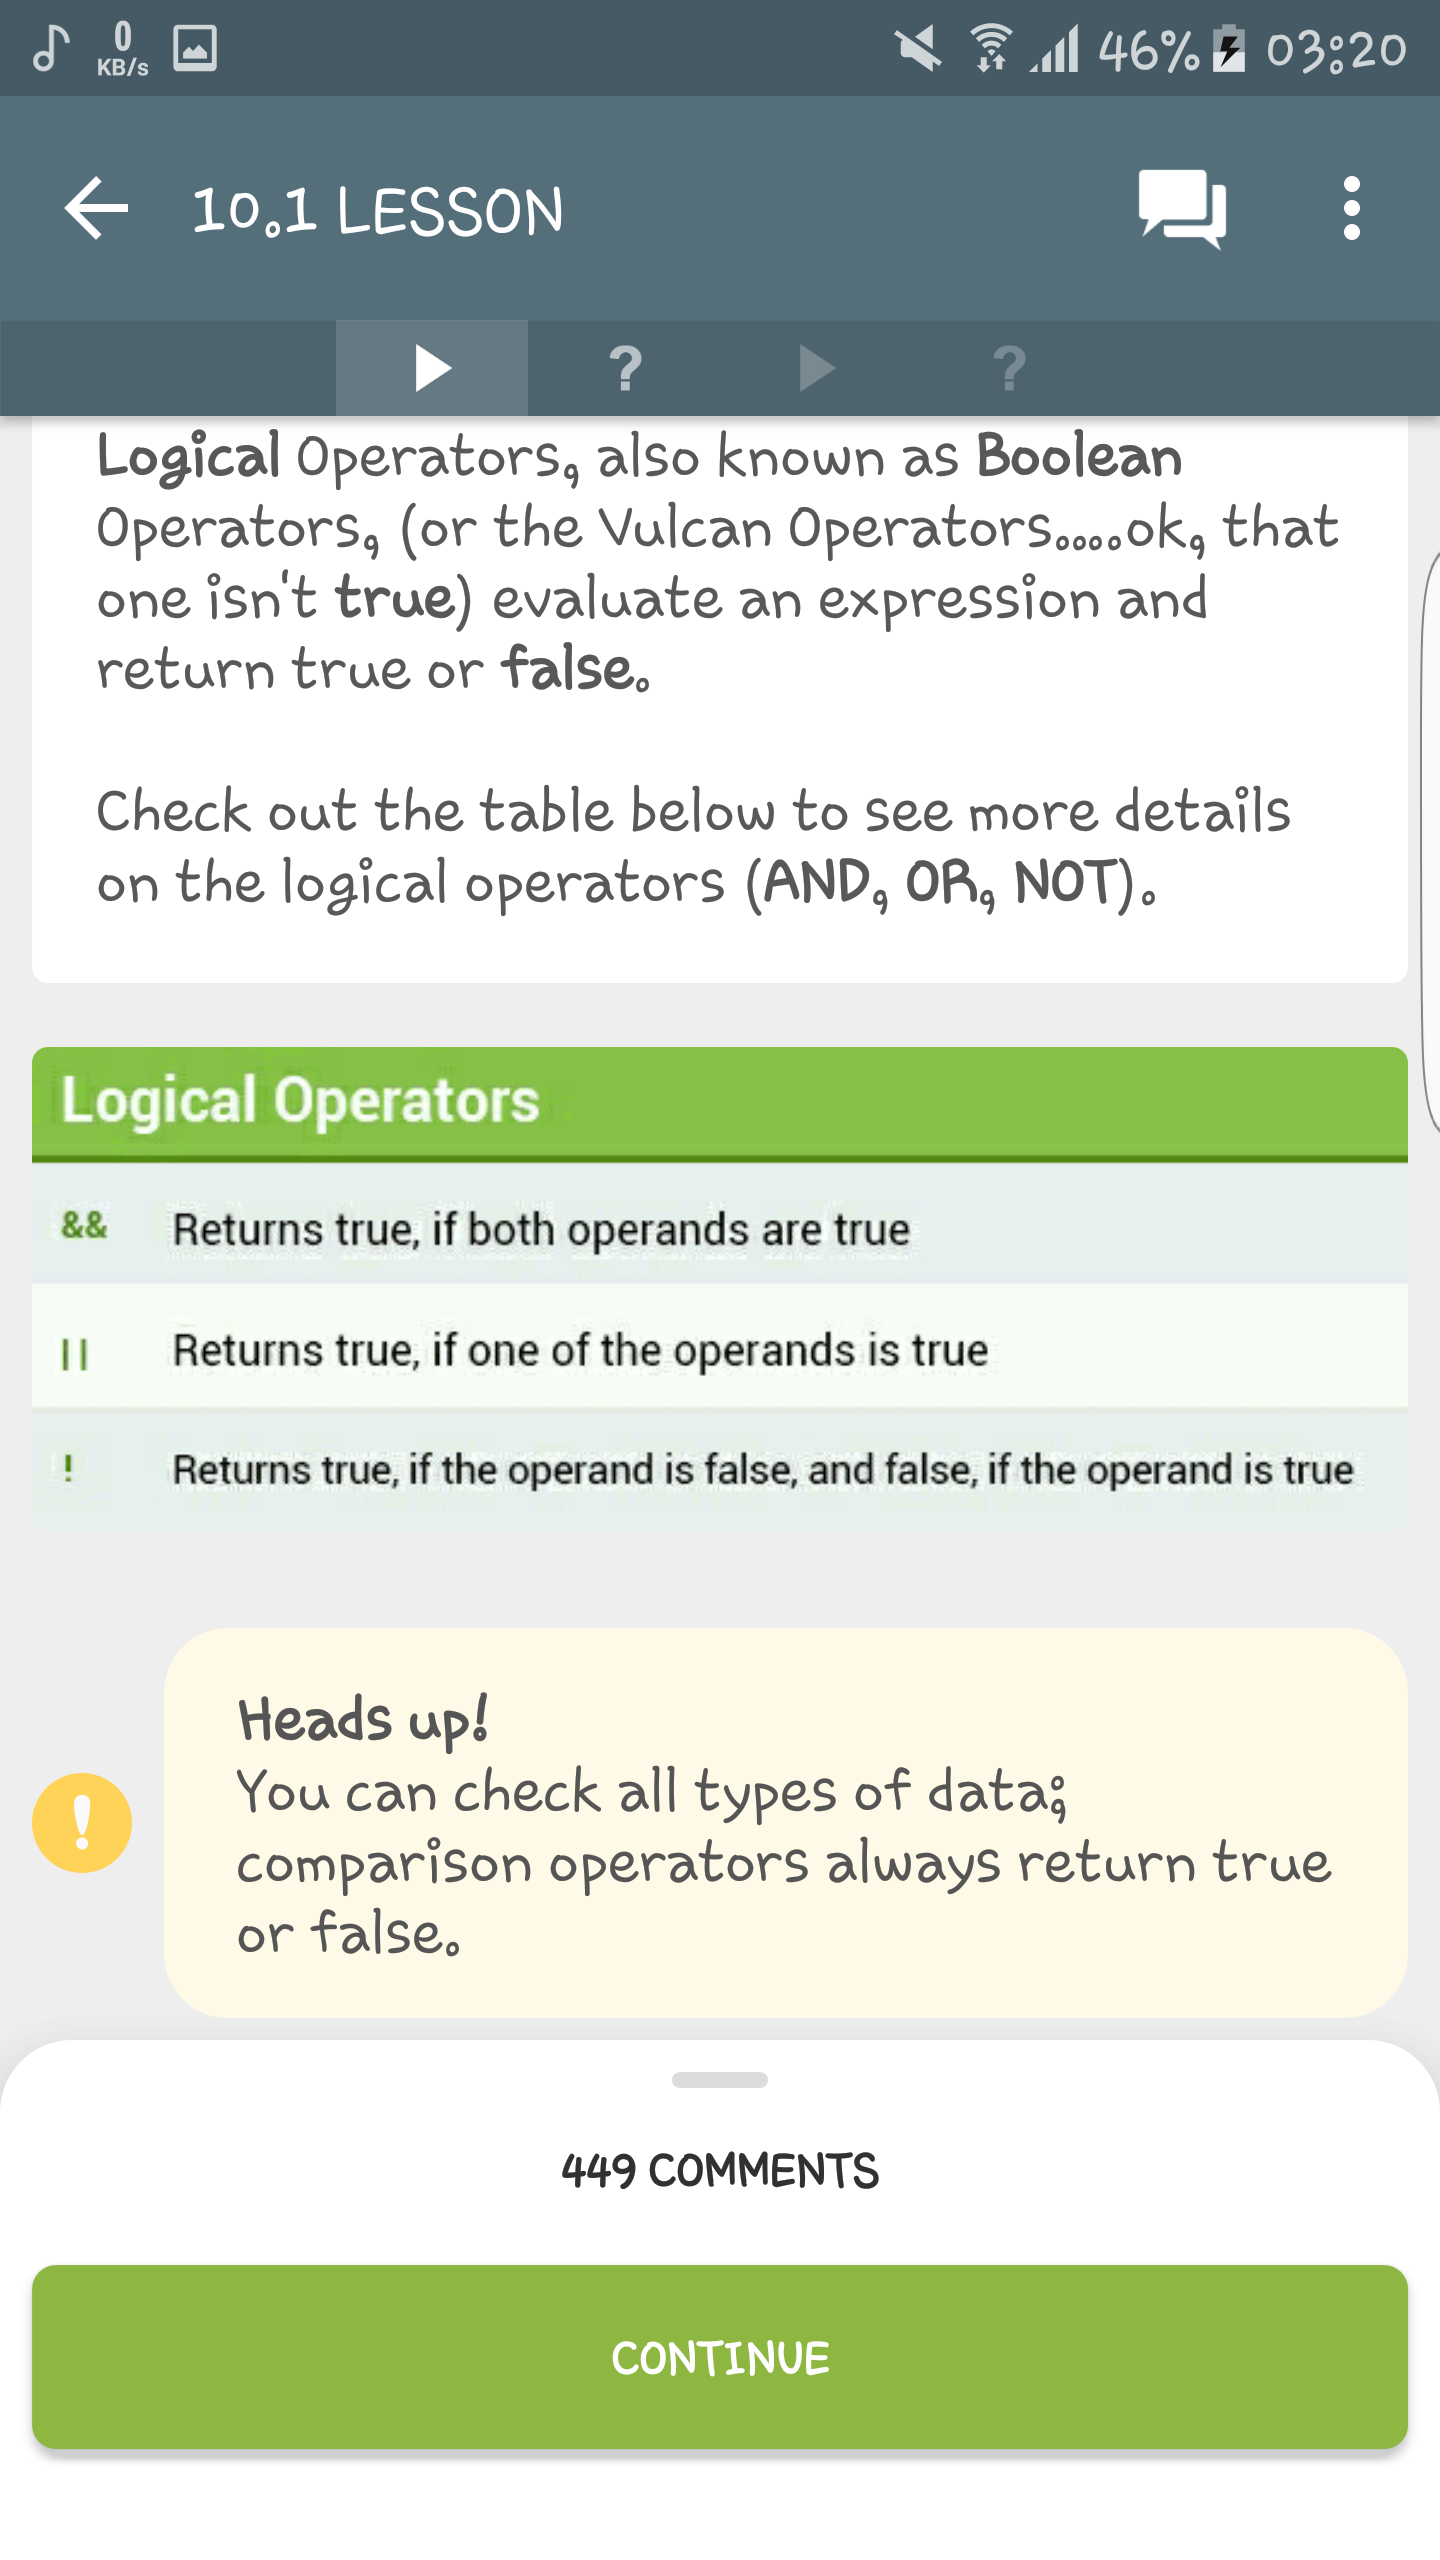 0
KB/s
46%
03:20
10.1 LESSON
?
?
Logical Operators, also known as Boolean
Operators, (or the Vulcan Operators....ok, that
one isn't true) evaluate an expression and
return true or false.
Check out the table below to see more details
on the logical operators (AND, OR, NOT).
Logical Operators
&& Returns true, if both operands are true
|| Returns true, if one of the operands is true
! Returns true, if the operand is false, and false, if the operand is true
Heads up!
You can check all types of data;
comparison operators always return true
or false.
449 COMMENTS
CONTINUE